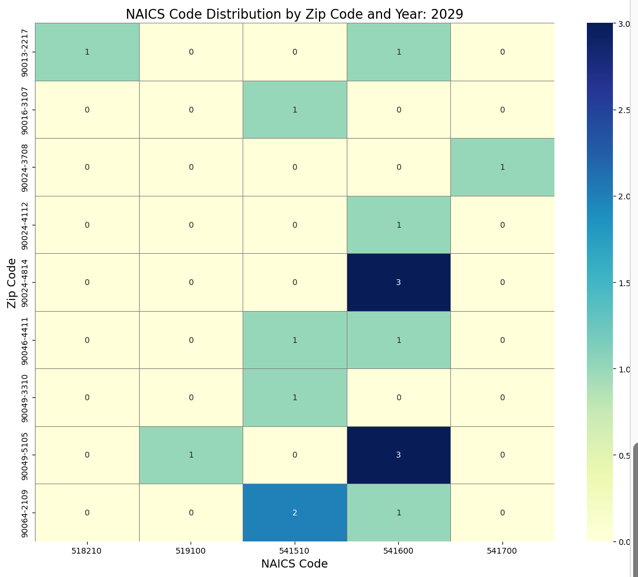 NAICS Code Distribution by Zip Code and Year: 2029
90013-2217 1 0 0 1 0
90016-3107 0 0 1 0 0
90024-3708 0 0 0 0 1
90024-4112 0 0 0 1 0
90024-4814 0 0 0 3 0
90046-4411 0 0 1 1 0
90049-3310 0 0 1 0 0
90049-5105 0 1 0 3 0
90064-2109 0 0 2 1 0
Zip Code
518210 519100 541510 541600 541700
NAICS Code
3.0
2.5
2.0
1.5
1.0
0.5
0.0